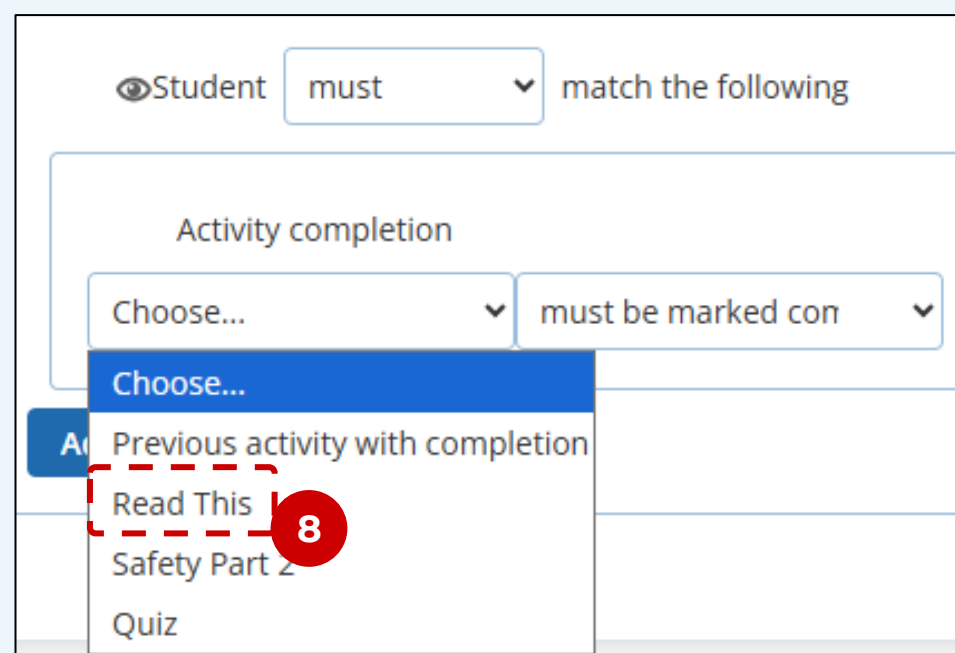 Student must match the following
Activity completion
Choose... must be marked com
Choose...
Previous activity with completion
Read This
8
Safety Part 2
Quiz